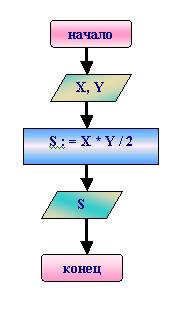 начало
X, Y
S : = X * Y / 2
S
конец